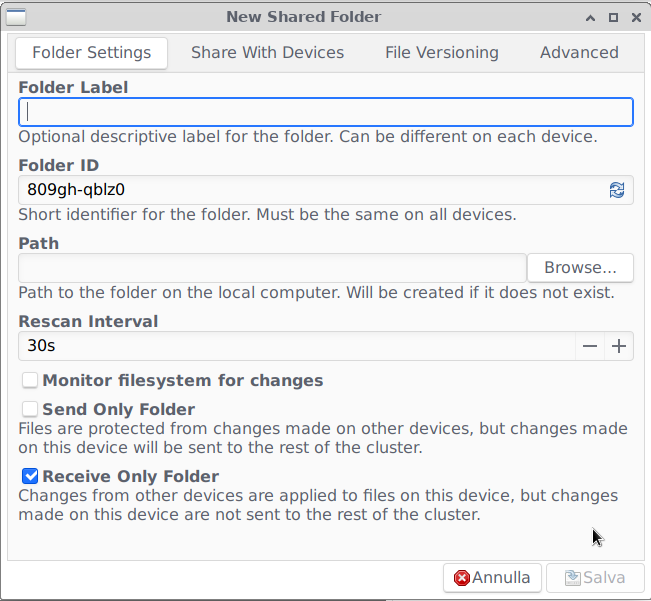 New Shared Folder
Folder Settings Share With Devices File Versioning Advanced
Folder Label
Optional descriptive label for the folder. Can be different on each device.
Folder ID
809gh-qblz0
Short identifier for the folder. Must be the same on all devices.
Path
Browse...
Path to the folder on the local computer. Will be created if it does not exist.
Rescan Interval
30s
Monitor filesystem for changes
Send Only Folder
Files are protected from changes made on other devices, but changes made
on this device will be sent to the rest of the cluster.
Receive Only Folder
Changes from other devices are applied to files on this device, but changes
made on this device are not sent to the rest of the cluster.
Annulla Salva